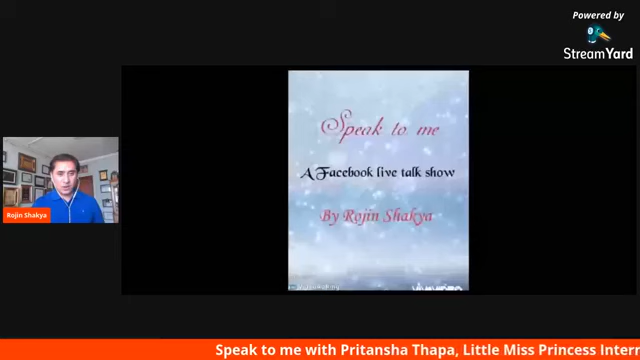 Powered by
StreamYard
Speak to me
A Facebook live talk show
By Rojin Shakya
Rojin Shakya
Speak to me with Pritansha Thapa, Little Miss Princess Intern